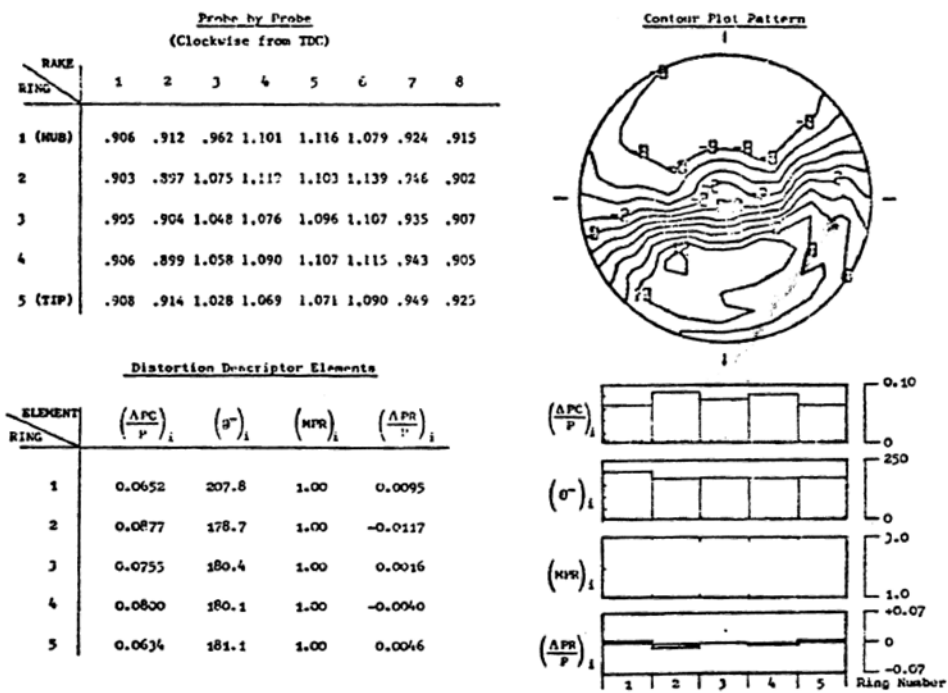 Probe by Probe
(Clockwise from TDC)
RAKE 1 2 3 4 5 6 7 8
RING
1 (HUB) .906 .912 .962 1.101 1.116 1.079 .924 .915
2 .903 .897 1.075 1.103 1.139 .946 .902
3 .905 .904 1.048 1.076 1.096 1.107 .935 .907
4 .906 .899 1.058 1.090 1.107 1.115 .943 .905
5 (TIP) .908 .914 1.028 1.069 1.071 1.090 .949 .925
Contour Plot Pattern
Distortion Descriptor Elements
ELEMENT (ΔPC/P)i (θ⁻)i (MPR)i (ΔPR/P)i
RING
1 0.0652 207.8 1.00 0.0095
2 0.0877 178.7 1.00 -0.0117
3 0.0755 180.4 1.00 0.0016
4 0.0800 180.1 1.00 -0.0040
5 0.0634 181.1 1.00 0.0046
(ΔPC/P)i 0.10
0
(θ⁻)i 250
0
(MPR)i 3.0
1.0
(ΔPR/P)i +0.07
0
-0.07
1 2 3 4 5 Ring Number